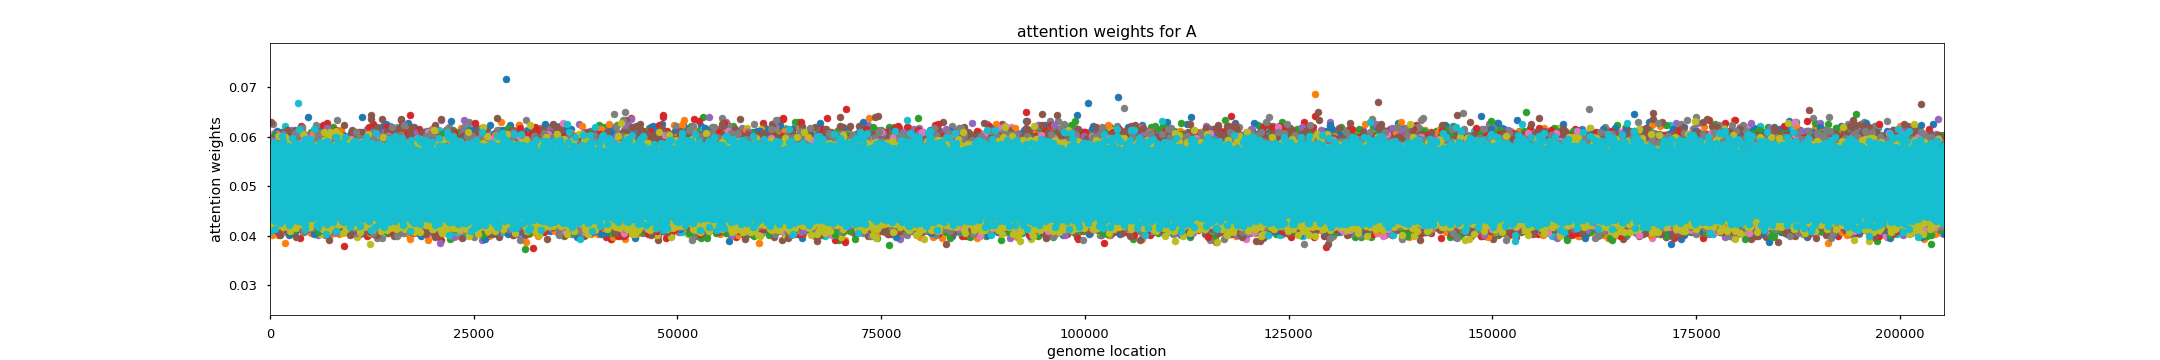 attention weights for A
attention weights
0.07
0.06
0.05
0.04
0.03
0 25000 50000 75000 100000 125000 150000 175000 200000
genome location